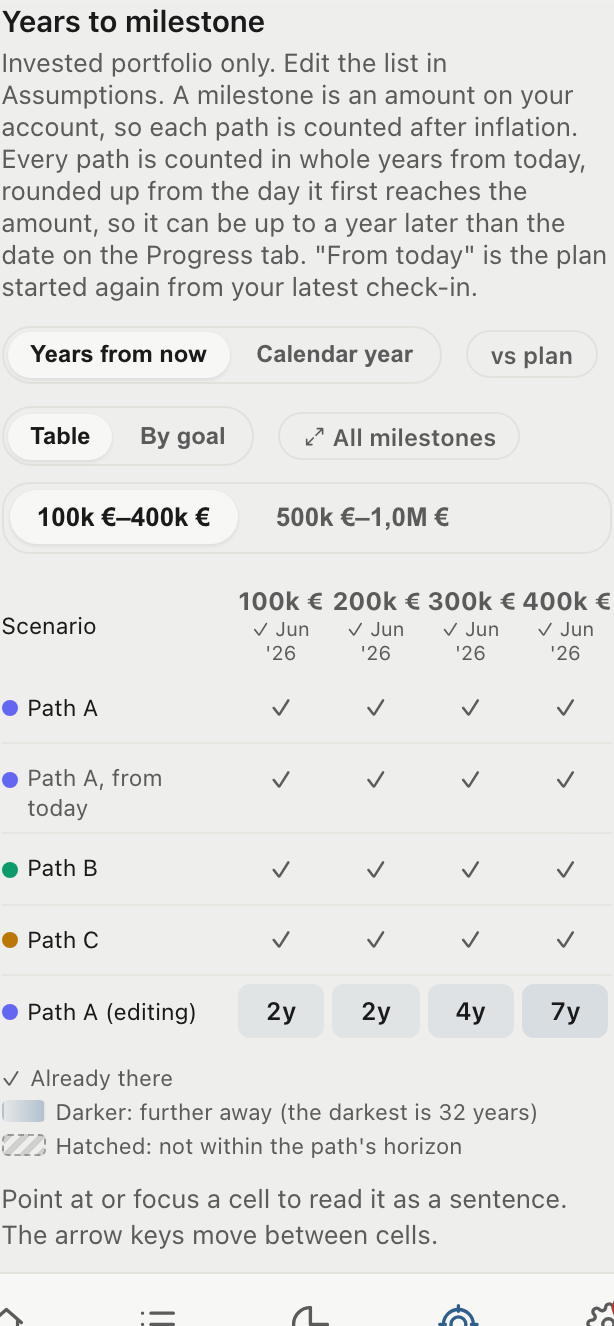 Years to milestone
Invested portfolio only. Edit the list in
Assumptions. A milestone is an amount on your
account, so each path is counted after inflation.
Every path is counted in whole years from today,
rounded up from the day it first reaches the
amount, so it can be up to a year later than the
date on the Progress tab. "From today" is the plan
started again from your latest check-in.
Years from now Calendar year vs plan
Table By goal All milestones
100k €–400k € 500k €–1,0M €
Scenario 100k € 200k € 300k € 400k €
✓ Jun '26 ✓ Jun '26 ✓ Jun '26 ✓ Jun '26
Path A ✓ ✓ ✓ ✓
Path A, from
today ✓ ✓ ✓ ✓
Path B ✓ ✓ ✓ ✓
Path C ✓ ✓ ✓ ✓
Path A (editing) 2y 2y 4y 7y
✓ Already there
Darker: further away (the darkest is 32 years)
Hatched: not within the path's horizon
Point at or focus a cell to read it as a sentence.
The arrow keys move between cells.